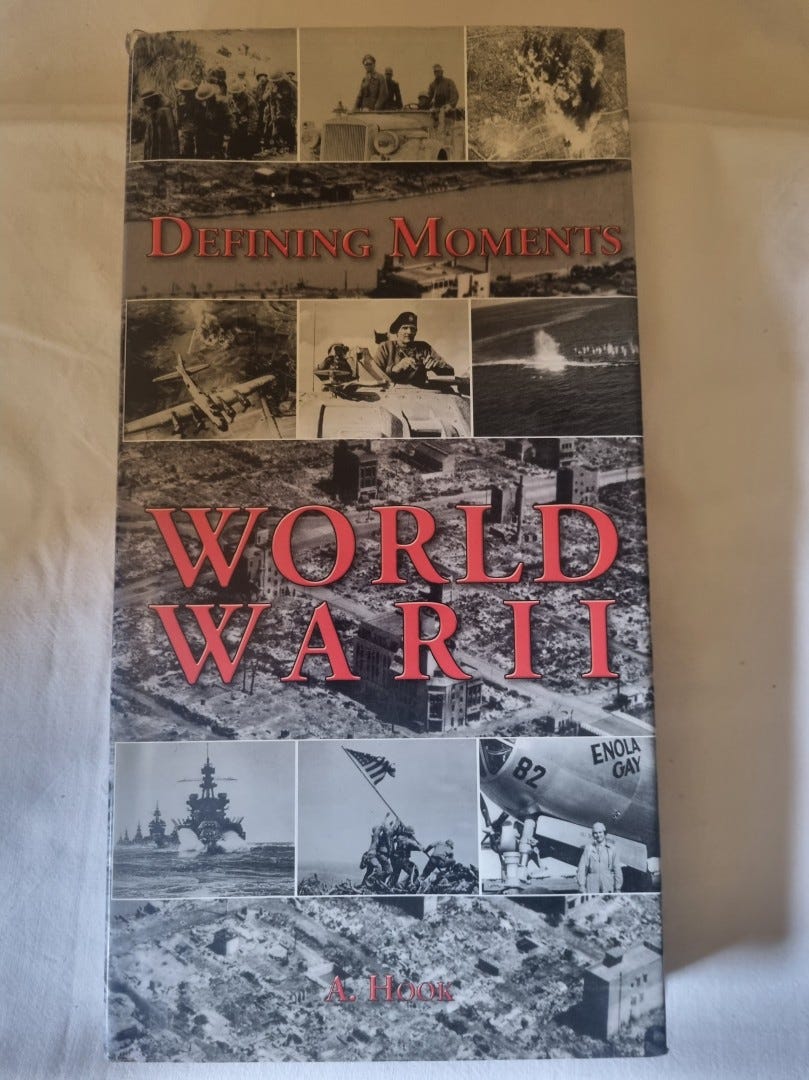 DEFINING MOMENTS
WORLD
WAR II
82
ENOLA
GAY
A. HOOK